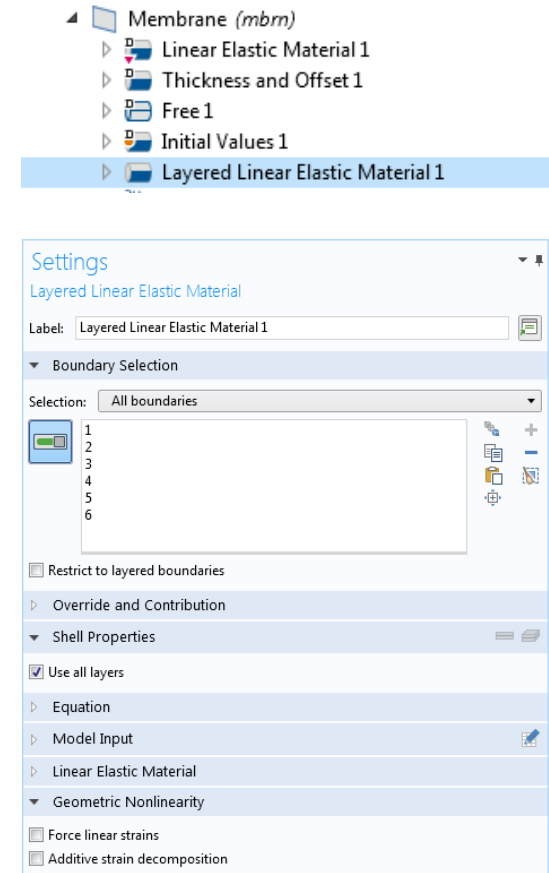 Membrane (mbrn)
Linear Elastic Material 1
Thickness and Offset 1
Free 1
Initial Values 1
Layered Linear Elastic Material 1
Settings
Layered Linear Elastic Material
Label: Layered Linear Elastic Material 1
Boundary Selection
Selection: All boundaries
1
2
3
4
5
6
Restrict to layered boundaries
Override and Contribution
Shell Properties
Use all layers
Equation
Model Input
Linear Elastic Material
Geometric Nonlinearity
Force linear strains
Additive strain decomposition